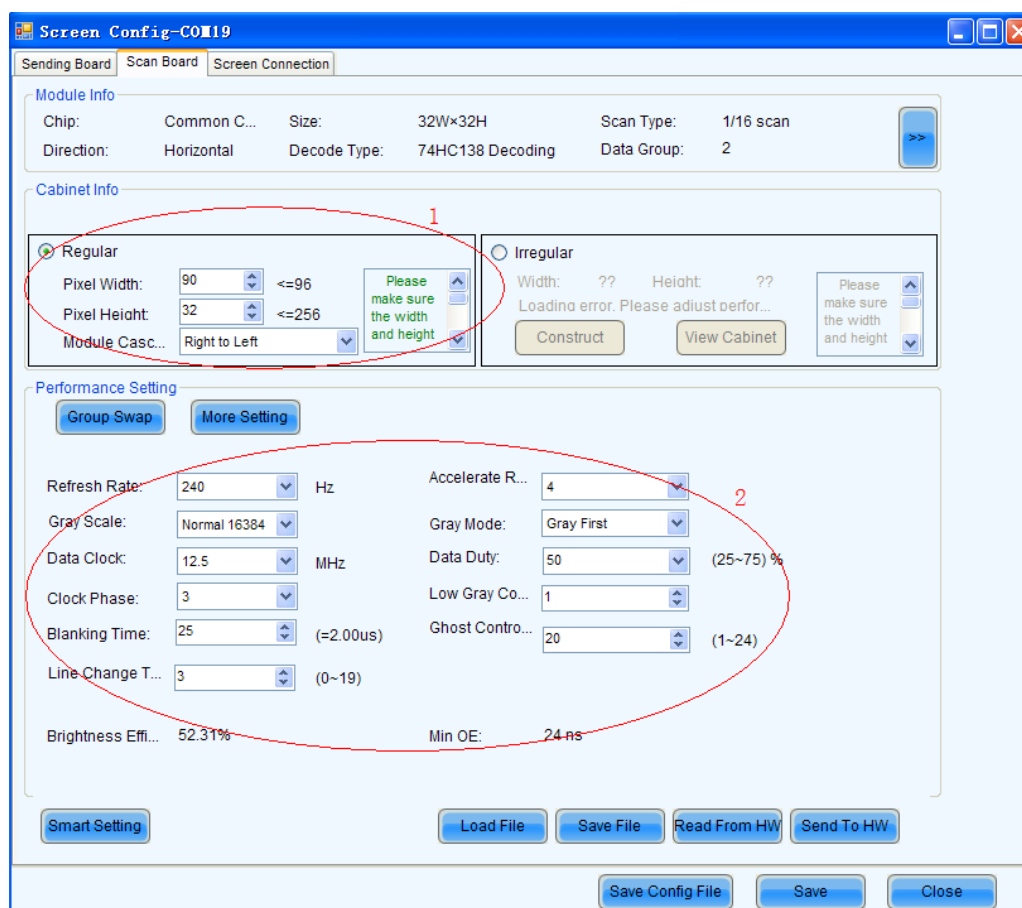 Screen Config-COM19
Sending Board Scan Board Screen Connection
Module Info
Chip: Common C... Size: 32W×32H Scan Type: 1/16 scan
Direction: Horizontal Decode Type: 74HC138 Decoding Data Group: 2
>>
Cabinet Info
1
Regular
Pixel Width: 90 <=96
Pixel Height: 32 <=256
Module Casc... Right to Left
Please
make sure
the width
and height
Irregular
Width: ?? Height: ??
Loading error. Please adjust perfor...
Construct View Cabinet
Please
make sure
the width
and height
Performance Setting
Group Swap More Setting
Refresh Rate: 240 Hz Accelerate R... 4
2
Gray Scale: Normal 16384 Gray Mode: Gray First
Data Clock: 12.5 MHz Data Duty: 50 (25~75) %
Clock Phase: 3 Low Gray Co... 1
Blanking Time: 25 (=2.00us) Ghost Contro... 20 (1~24)
Line Change T... 3 (0~19)
Brightness Effi... 52.31% Min OE: 24 ns
Smart Setting Load File Save File Read From HW Send To HW
Save Config File Save Close